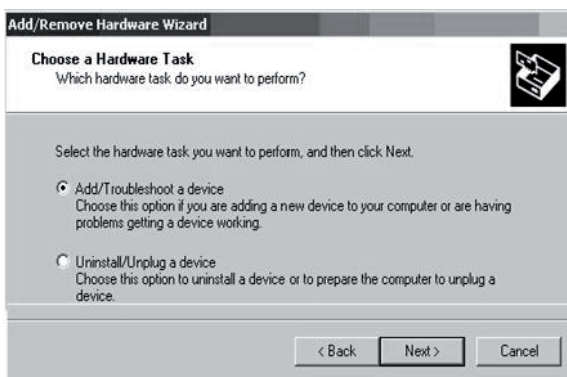 Add/Remove Hardware Wizard
Choose a Hardware Task
Which hardware task do you want to perform?
Select the hardware task you want to perform, and then click Next.
Add/Troubleshoot a device
Choose this option if you are adding a new device to your computer or are having
problems getting a device working.
Uninstall/Unplug a device
Choose this option to uninstall a device or to prepare the computer to unplug a
device.
< Back Next > Cancel